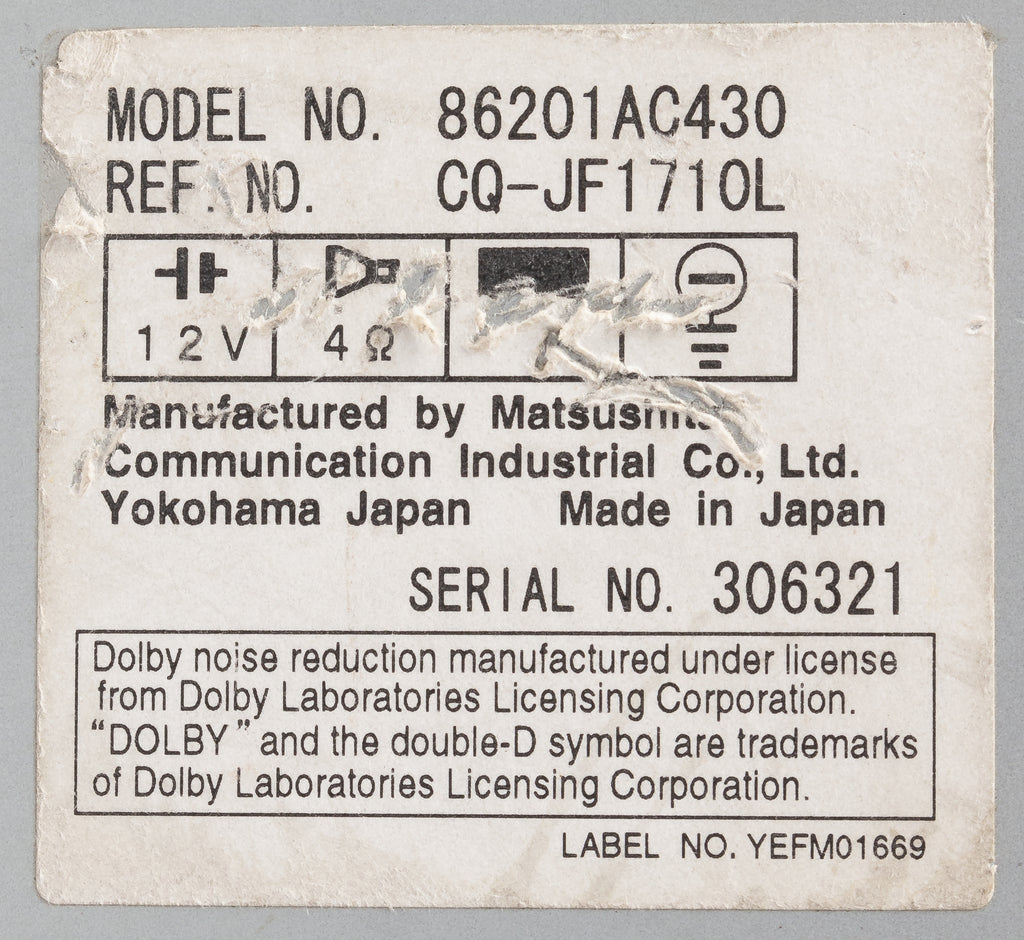 MODEL NO. 86201AC430
REF. NO. CQ-JF1710L
12V 4Ω
Manufactured by Matsushita
Communication Industrial Co., Ltd.
Yokohama Japan Made in Japan
SERIAL NO. 306321
Dolby noise reduction manufactured under license
from Dolby Laboratories Licensing Corporation.
“DOLBY” and the double-D symbol are trademarks
of Dolby Laboratories Licensing Corporation.
LABEL NO. YEFM01669